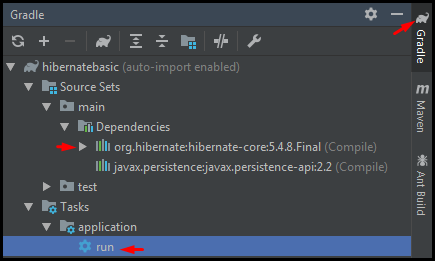 Gradle
hibernatebasic (auto-import enabled)
Source Sets
main
Dependencies
org.hibernate:hibernate-core:5.4.8.Final (Compile)
javax.persistence:javax.persistence-api:2.2 (Compile)
test
Tasks
application
run
Gradle
m Maven
Ant Build